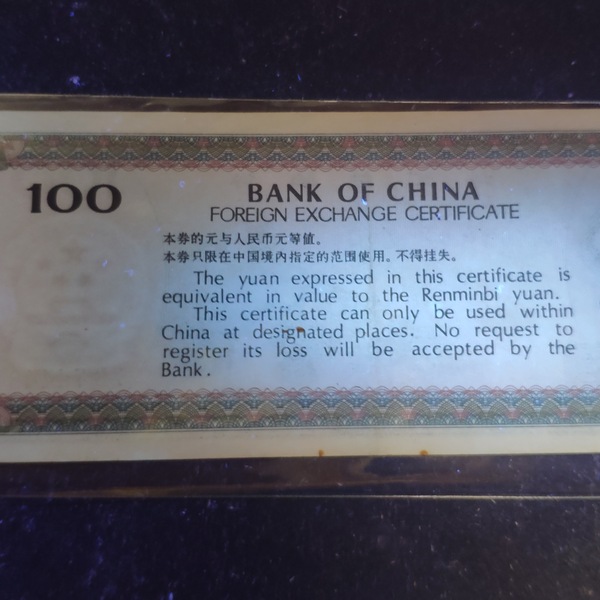 100
BANK OF CHINA
FOREIGN EXCHANGE CERTIFICATE
本券的元与人民币元等值。
本券只限在中国境内指定的范围使用。不得挂失。
The yuan expressed in this certificate is
equivalent in value to the Renminbi yuan.
This certificate can only be used within
China at designated places. No request to
register its loss will be accepted by the
Bank.